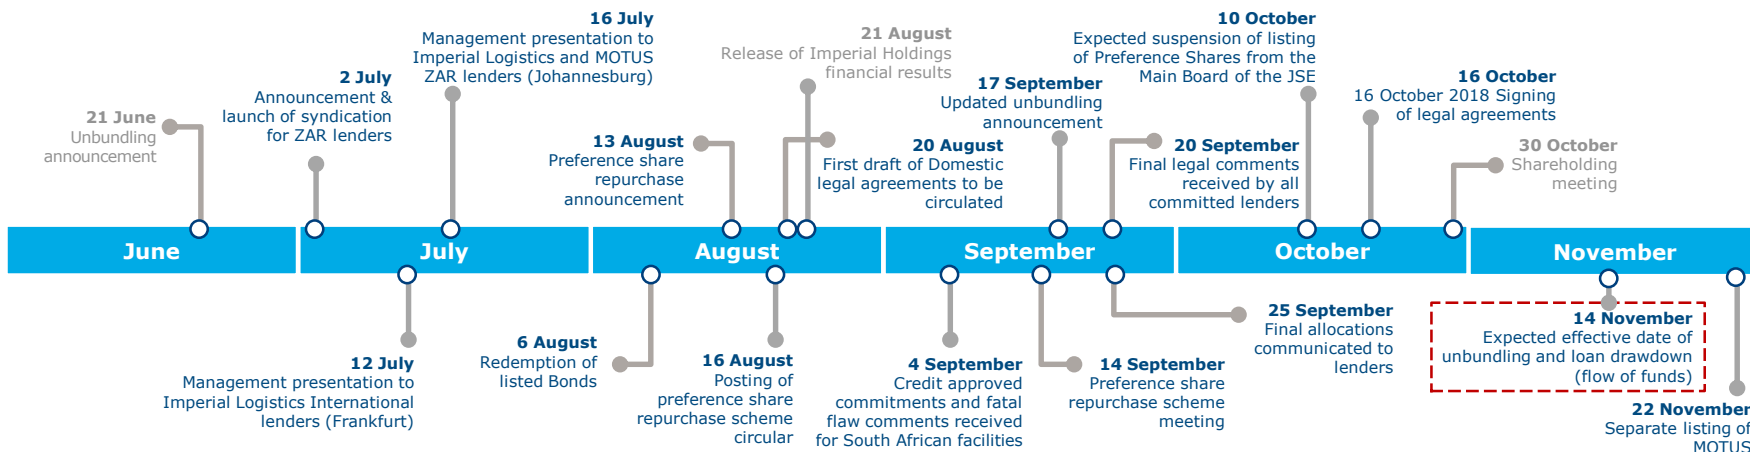 21 June
Unbundling
announcement
2 July
Announcement &
launch of syndication
for ZAR lenders
16 July
Management presentation to
Imperial Logistics and MOTUS
ZAR lenders (Johannesburg)
13 August
Preference share
repurchase
announcement
21 August
Release of Imperial Holdings
financial results
20 August
First draft of Domestic
legal agreements to be
circulated
17 September
Updated unbundling
announcement
20 September
Final legal comments
received by all
committed lenders
10 October
Expected suspension of listing
of Preference Shares from the
Main Board of the JSE
16 October
16 October 2018 Signing
of legal agreements
30 October
Shareholding
meeting
June
July
August
September
October
November
12 July
Management presentation to
Imperial Logistics International
lenders (Frankfurt)
6 August
Redemption of
listed Bonds
16 August
Posting of
preference share
repurchase scheme
circular
4 September
Credit approved
commitments and fatal
flaw comments received
for South African facilities
14 September
Preference share
repurchase scheme
meeting
25 September
Final allocations
communicated to
lenders
14 November
Expected effective date of
unbundling and loan drawdown
(flow of funds)
22 November
Separate listing of
MOTUS